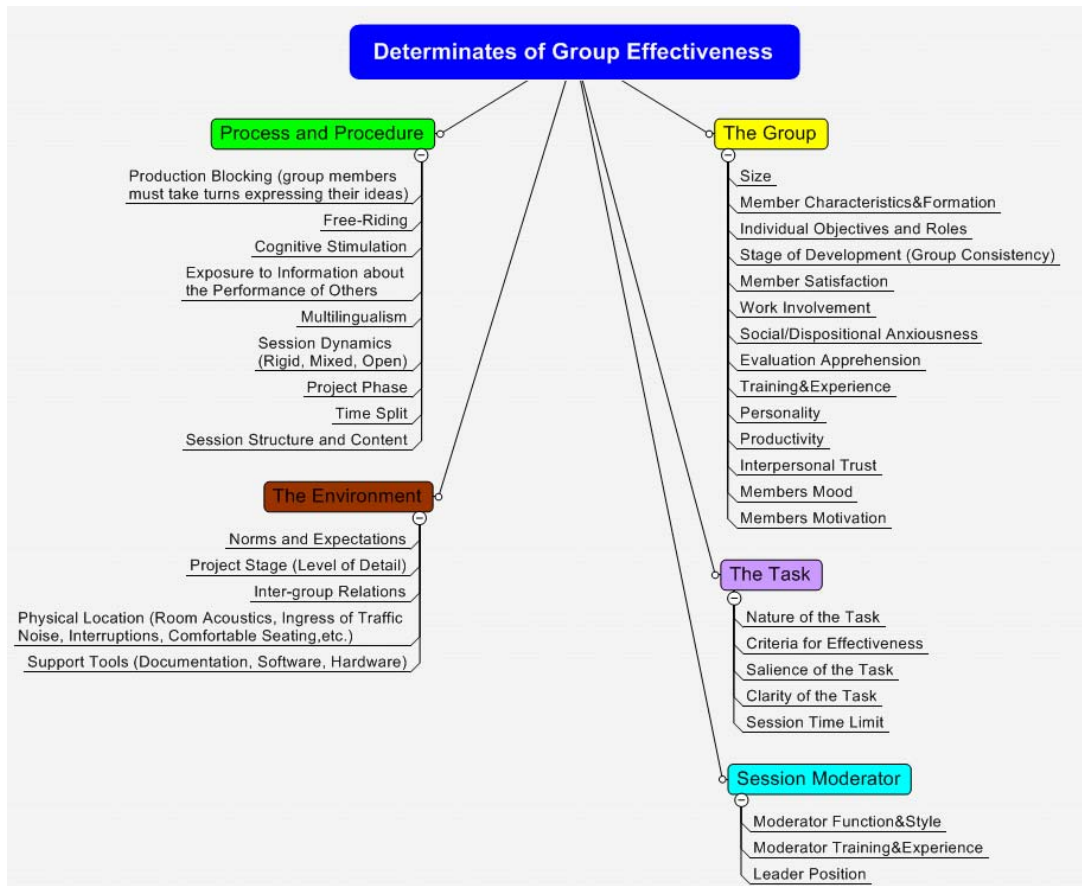 Determinates of Group Effectiveness
Process and Procedure
Production Blocking (group members
must take turns expressing their ideas)
Free-Riding
Cognitive Stimulation
Exposure to Information about
the Performance of Others
Multilingualism
Session Dynamics
(Rigid, Mixed, Open)
Project Phase
Time Split
Session Structure and Content
The Environment
Norms and Expectations
Project Stage (Level of Detail)
Inter-group Relations
Physical Location (Room Acoustics, Ingress of Traffic
Noise, Interruptions, Comfortable Seating,etc.)
Support Tools (Documentation, Software, Hardware)
The Group
Size
Member Characteristics&Formation
Individual Objectives and Roles
Stage of Development (Group Consistency)
Member Satisfaction
Work Involvement
Social/Dispositional Anxiousness
Evaluation Apprehension
Training&Experience
Personality
Productivity
Interpersonal Trust
Members Mood
Members Motivation
The Task
Nature of the Task
Criteria for Effectiveness
Salience of the Task
Clarity of the Task
Session Time Limit
Session Moderator
Moderator Function&Style
Moderator Training&Experience
Leader Position